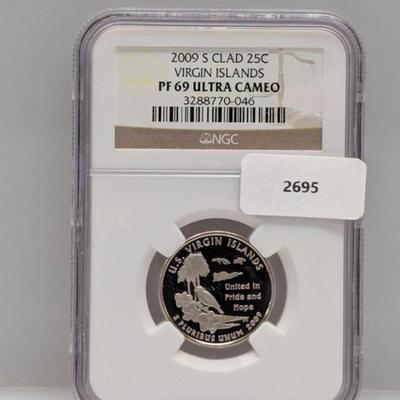 2009 S CLAD 25C
VIRGIN ISLANDS
PF 69 ULTRA CAMEO
3288770-046
NGC
2695
U.S. VIRGIN ISLANDS
United in
Pride and
Hope
E PLURIBUS UNUM 2009